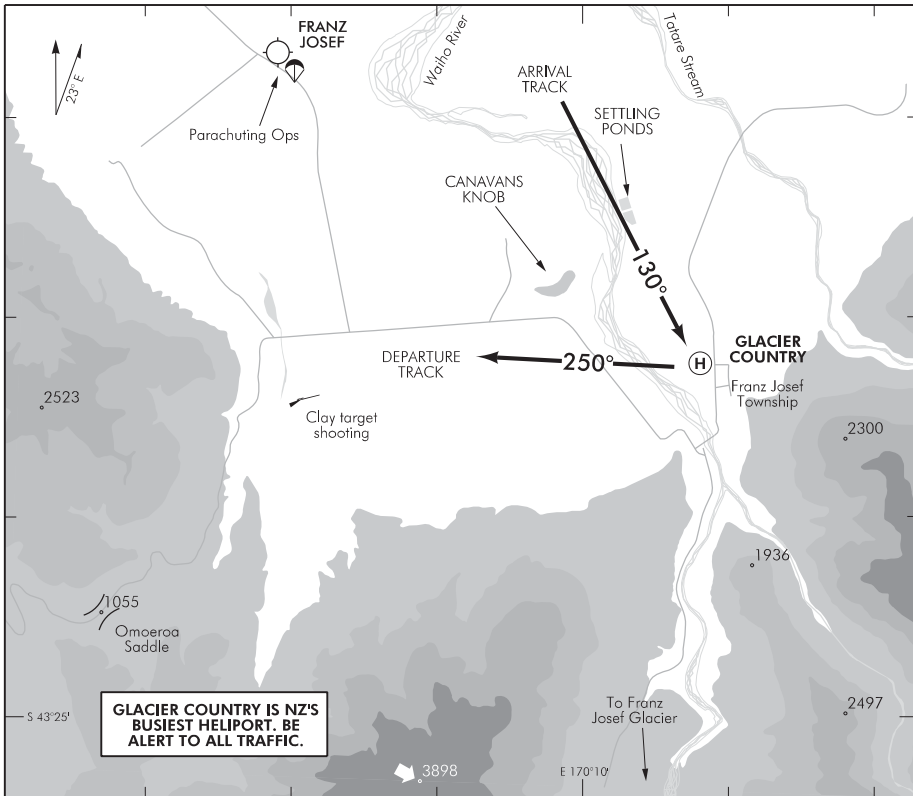 FRANZ
JOSEF
23° E
Parachuting Ops
Waiho River
Tatare Stream
ARRIVAL
TRACK
SETTLING
PONDS
CANAVANS
KNOB
130°
GLACIER
COUNTRY
H
DEPARTURE
TRACK
250°
Franz Josef
Township
2523
Clay target
shooting
2300
1936
1055
Omoeroa
Saddle
GLACIER COUNTRY IS NZ'S
BUSIEST HELIPORT. BE
ALERT TO ALL TRAFFIC.
S 43°25'
To Franz
Josef Glacier
2497
3898
E 170°10'